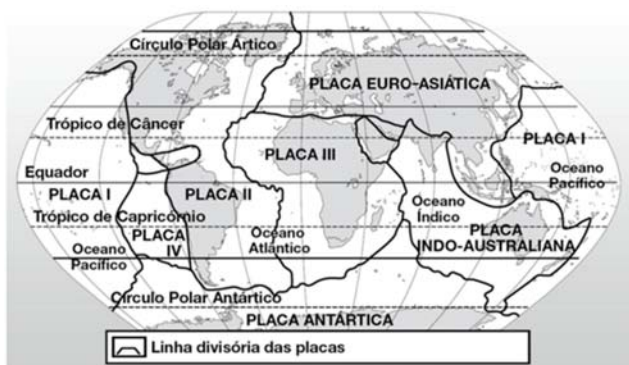 Círculo Polar Ártico
PLACA EURO-ASIÁTICA
Trópico de Câncer
PLACA I
PLACA III
Equador
Oceano
Pacífico
PLACA I
PLACA II
Oceano
Índico
Trópico de Capricórnio
PLACA
IV
Oceano
Atlântico
PLACA
INDO-AUSTRALIANA
Oceano
Pacífico
Círculo Polar Antártico
PLACA ANTÁRTICA
Linha divisória das placas